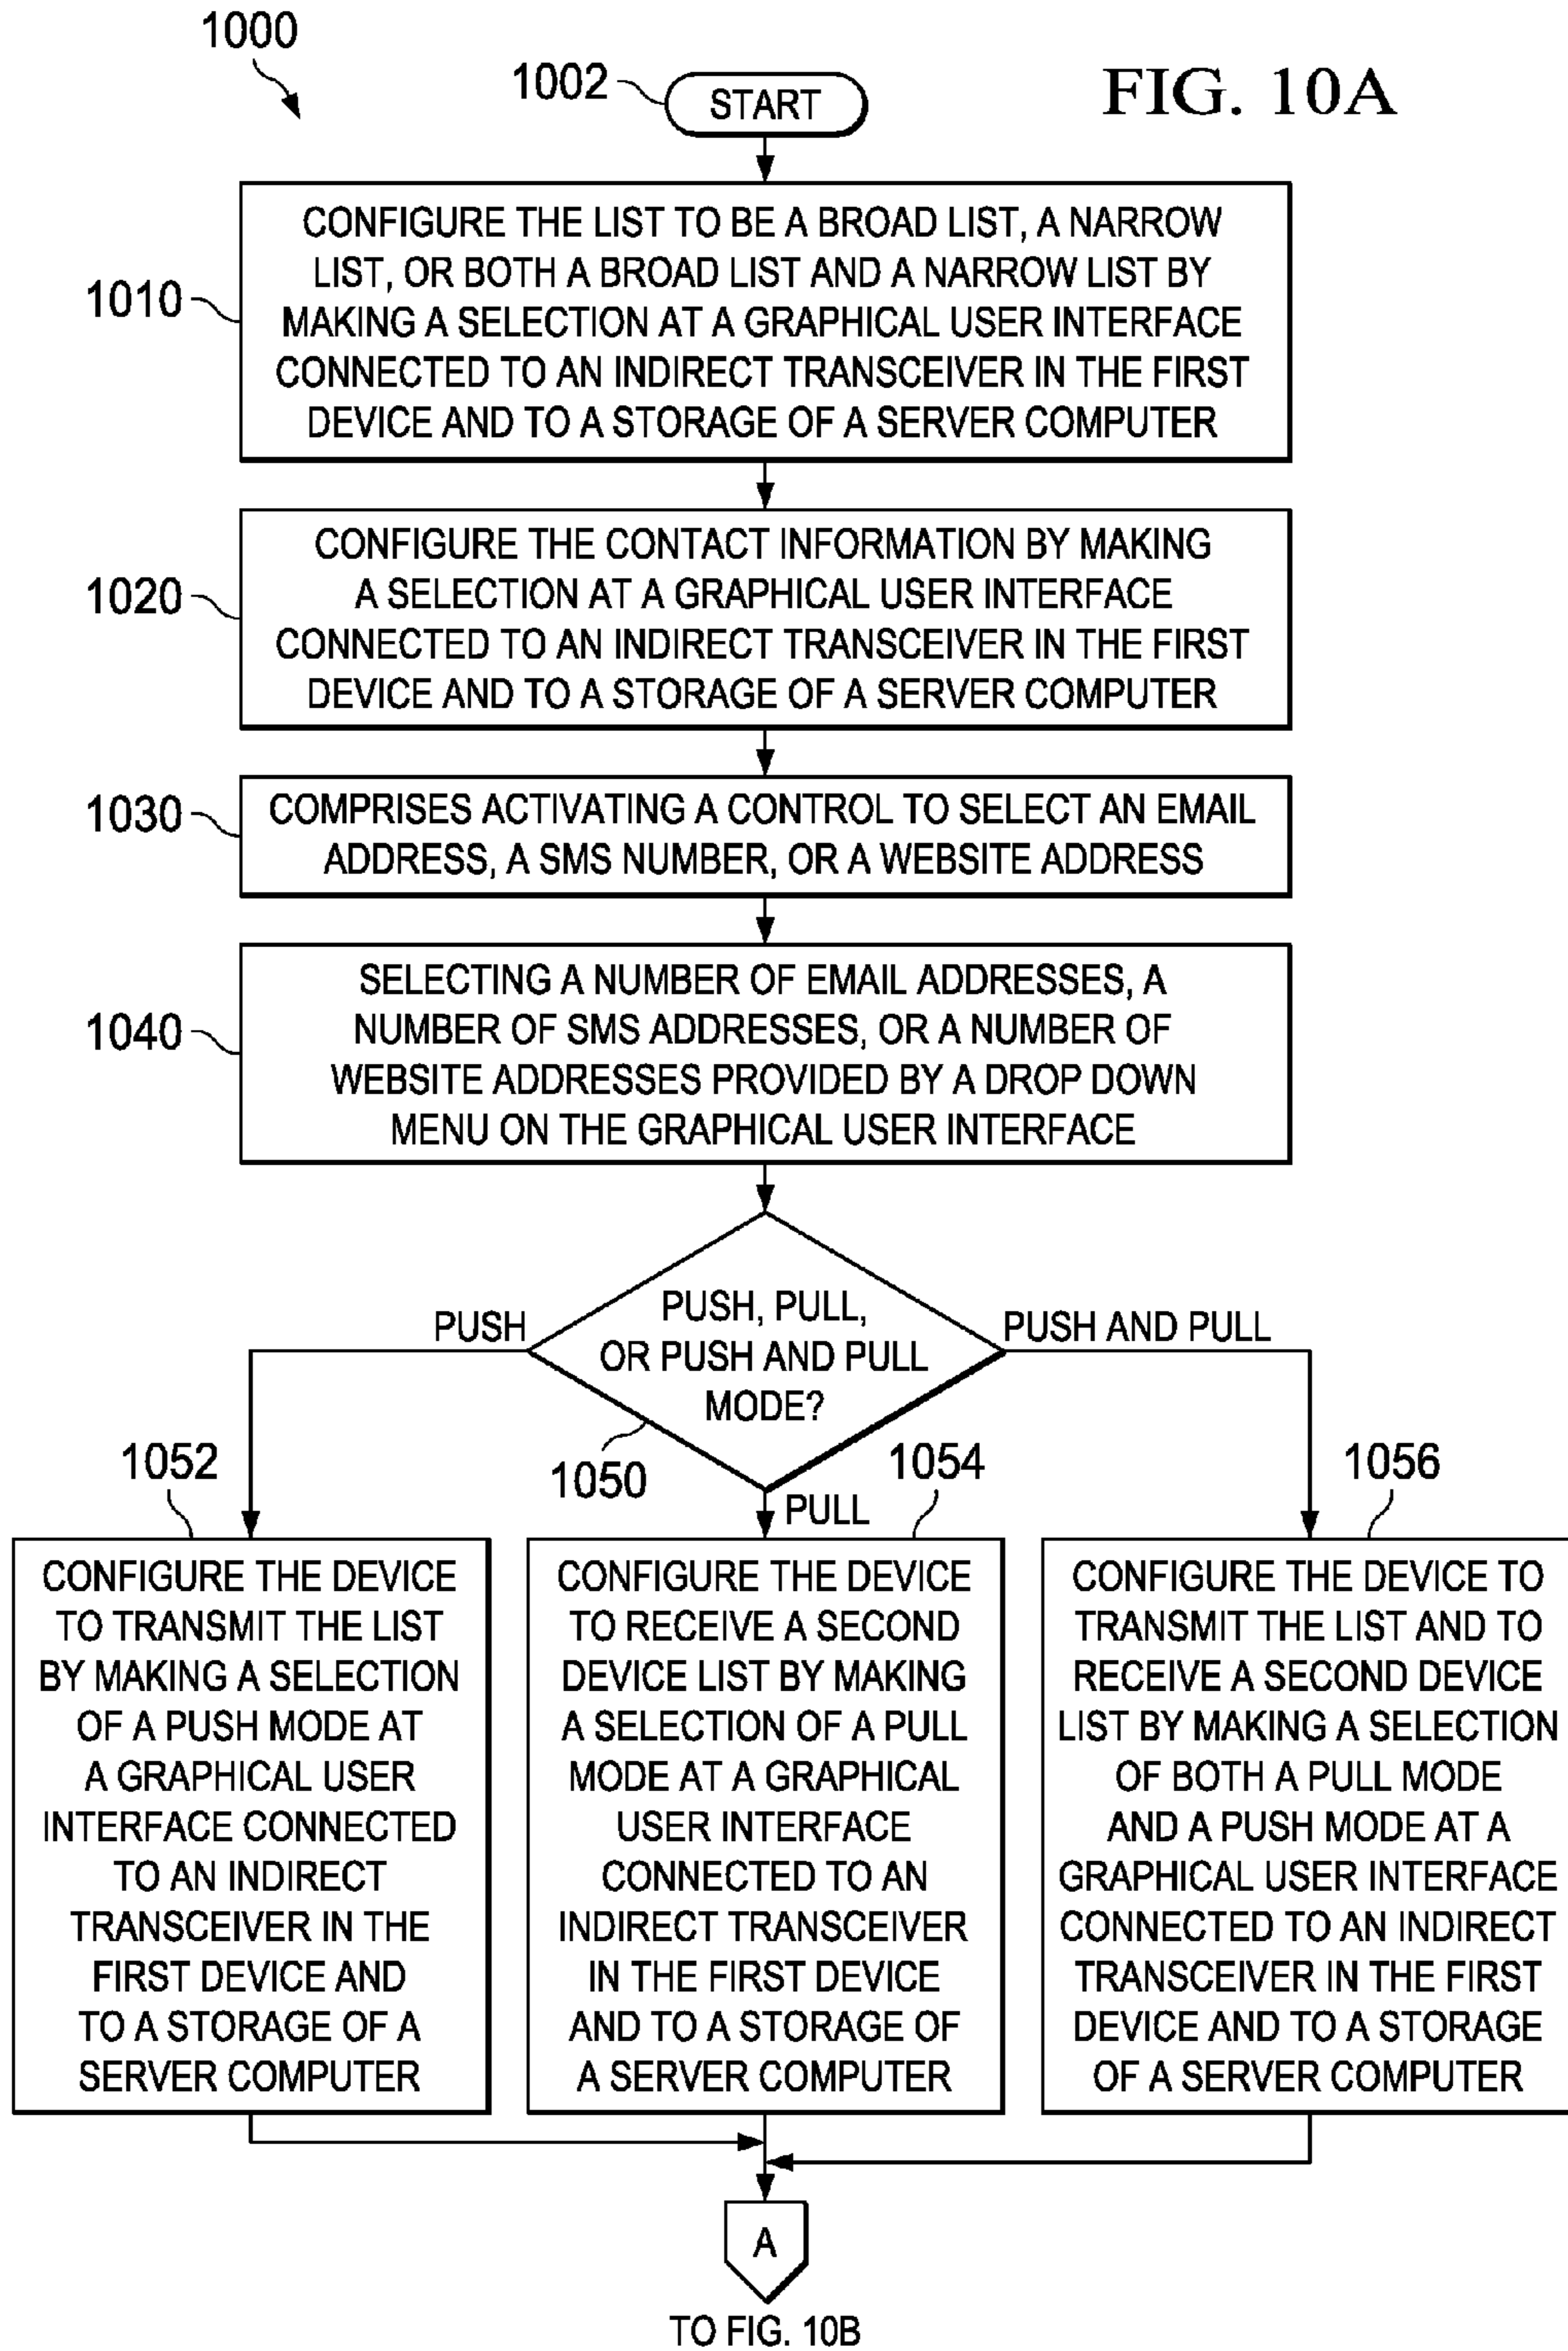 1000
1002
START
FIG. 10A
1010
CONFIGURE THE LIST TO BE A BROAD LIST, A NARROW
LIST, OR BOTH A BROAD LIST AND A NARROW LIST BY
MAKING A SELECTION AT A GRAPHICAL USER INTERFACE
CONNECTED TO AN INDIRECT TRANSCEIVER IN THE FIRST
DEVICE AND TO A STORAGE OF A SERVER COMPUTER
1020
CONFIGURE THE CONTACT INFORMATION BY MAKING
A SELECTION AT A GRAPHICAL USER INTERFACE
CONNECTED TO AN INDIRECT TRANSCEIVER IN THE FIRST
DEVICE AND TO A STORAGE OF A SERVER COMPUTER
1030
COMPRISES ACTIVATING A CONTROL TO SELECT AN EMAIL
ADDRESS, A SMS NUMBER, OR A WEBSITE ADDRESS
1040
SELECTING A NUMBER OF EMAIL ADDRESSES, A
NUMBER OF SMS ADDRESSES, OR A NUMBER OF
WEBSITE ADDRESSES PROVIDED BY A DROP DOWN
MENU ON THE GRAPHICAL USER INTERFACE
PUSH
PUSH, PULL,
OR PUSH AND PULL
MODE?
PUSH AND PULL
1050
PULL
1052
CONFIGURE THE DEVICE
TO TRANSMIT THE LIST
BY MAKING A SELECTION
OF A PUSH MODE AT
A GRAPHICAL USER
INTERFACE CONNECTED
TO AN INDIRECT
TRANSCEIVER IN THE
FIRST DEVICE AND
TO A STORAGE OF A
SERVER COMPUTER
1054
CONFIGURE THE DEVICE
TO RECEIVE A SECOND
DEVICE LIST BY MAKING
A SELECTION OF A PULL
MODE AT A GRAPHICAL
USER INTERFACE
CONNECTED TO AN
INDIRECT TRANSCEIVER
IN THE FIRST DEVICE
AND TO A STORAGE OF
A SERVER COMPUTER
1056
CONFIGURE THE DEVICE TO
TRANSMIT THE LIST AND TO
RECEIVE A SECOND DEVICE
LIST BY MAKING A SELECTION
OF BOTH A PULL MODE
AND A PUSH MODE AT A
GRAPHICAL USER INTERFACE
CONNECTED TO AN INDIRECT
TRANSCEIVER IN THE FIRST
DEVICE AND TO A STORAGE
OF A SERVER COMPUTER
A
TO FIG. 10B